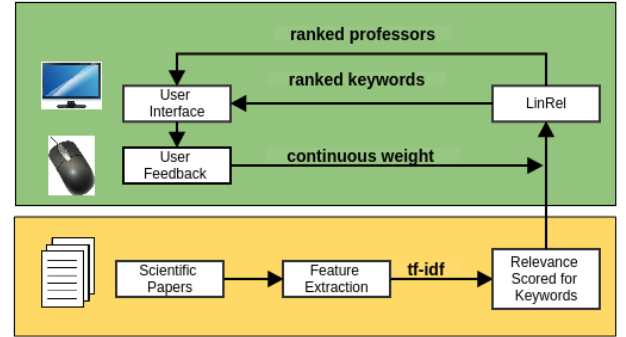 ranked professors
ranked keywords
User
Interface
LinRel
User
Feedback
continuous weight
Scientific
Papers
Feature
Extraction
tf-idf
Relevance
Scored for
Keywords